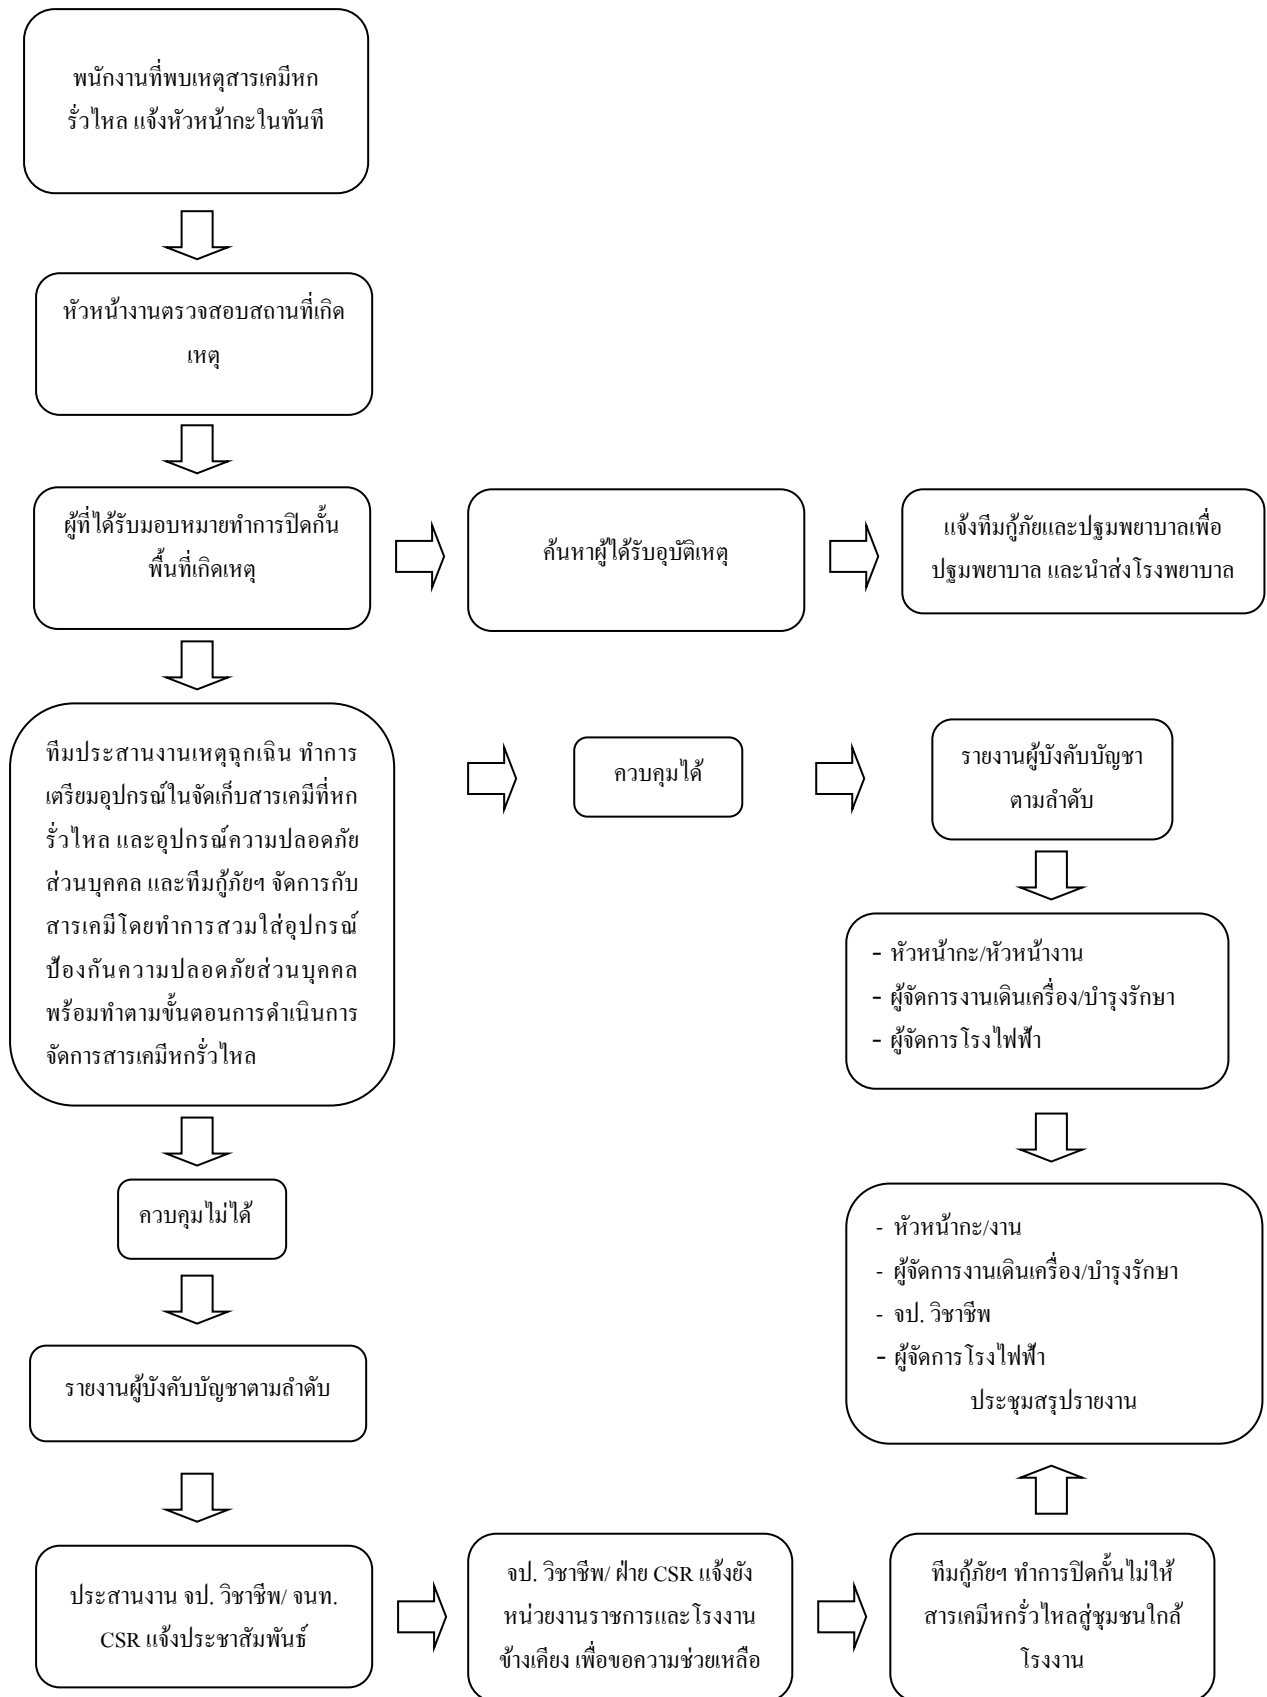 พนักงานที่พบเหตุสารเคมีหก
รั่วไหล แจ้งหัวหน้ากะในทันที
หัวหน้างานตรวจสอบสถานที่เกิด
เหตุ
ผู้ที่ได้รับมอบหมายทำการปิดกั้น
พื้นที่เกิดเหตุ
ค้นหาผู้ได้รับอุบัติเหตุ
แจ้งทีมกู้ภัยและปฐมพยาบาลเพื่อ
ปฐมพยาบาล และนำส่งโรงพยาบาล
ทีมประสานงานเหตุฉุกเฉิน ทำการ
เตรียมอุปกรณ์ในจัดเก็บสารเคมีที่หก
รั่วไหล และอุปกรณ์ความปลอดภัย
ส่วนบุคคล และทีมกู้ภัยฯ จัดการกับ
สารเคมีโดยทำการสวมใส่อุปกรณ์
ป้องกันความปลอดภัยส่วนบุคคล
พร้อมทำตามขั้นตอนการดำเนินการ
จัดการสารเคมีหกรั่วไหล
ควบคุมได้
รายงานผู้บังคับบัญชา
ตามลำดับ
- หัวหน้ากะ/หัวหน้างาน
- ผู้จัดการงานเดินเครื่อง/บำรุงรักษา
- ผู้จัดการโรงไฟฟ้า
ควบคุมไม่ได้
- หัวหน้ากะ/งาน
- ผู้จัดการงานเดินเครื่อง/บำรุงรักษา
- จป. วิชาชีพ
- ผู้จัดการโรงไฟฟ้า
ประชุมสรุปรายงาน
รายงานผู้บังคับบัญชาตามลำดับ
ประสานงาน จป. วิชาชีพ/ จนท.
CSR แจ้งประชาสัมพันธ์
จป. วิชาชีพ/ ฝ่าย CSR แจ้งยัง
หน่วยงานราชการและโรงงาน
ข้างเคียง เพื่อขอความช่วยเหลือ
ทีมกู้ภัยฯ ทำการปิดกั้นไม่ให้
สารเคมีหกรั่วไหลสู่ชุมชนใกล้
โรงงาน